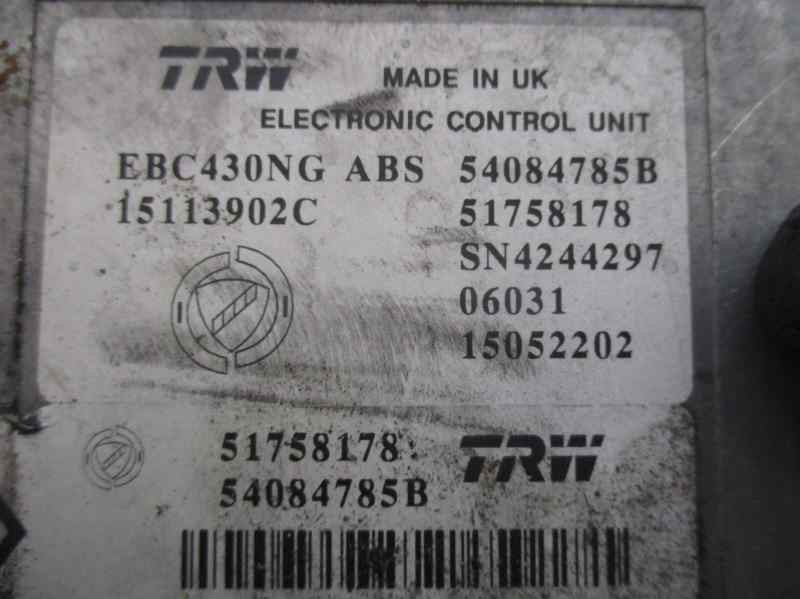 TRW MADE IN UK
ELECTRONIC CONTROL UNIT
EBC430NG ABS 54084785B
15113902C 51758178
SN4244297
06031
15052202
51758178 TRW
54084785B